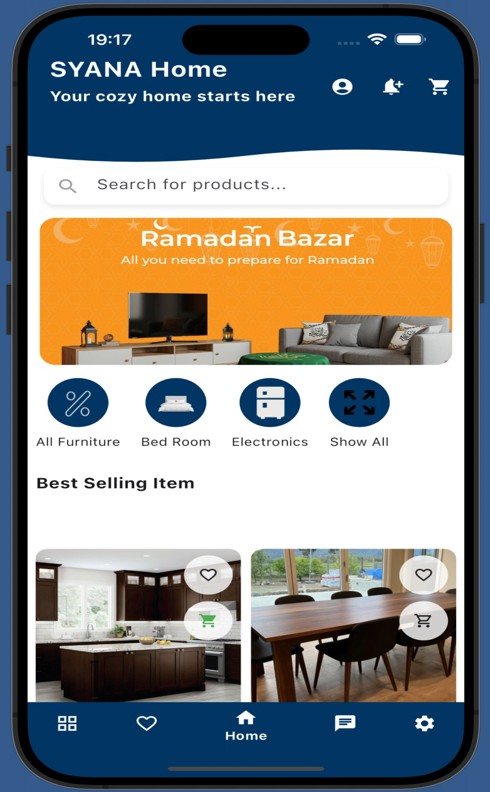 19:17
SYANA Home
Your cozy home starts here
Search for products...
Ramadan Bazar
All you need to prepare for Ramadan
All Furniture
Bed Room
Electronics
Show All
Best Selling Item
Home